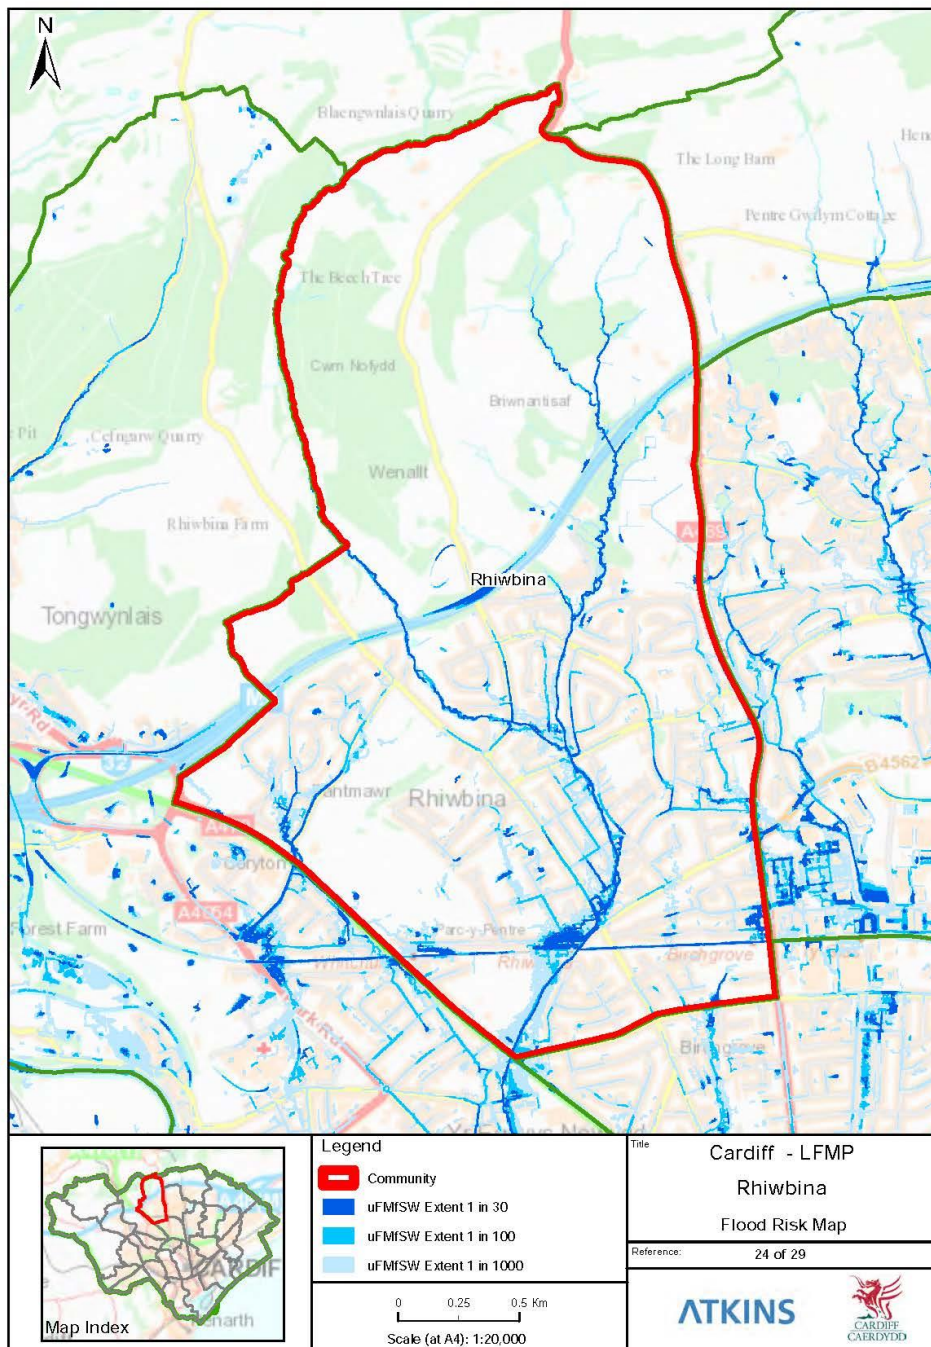 N
Blaengwnlais Quarry
The Long Barn
Pentre Gwilym Cottage
The Beech Tree
Cwm Nofydd
Briwnantisaf
Pit
Cefngarw Quarry
Wenallt
Rhiwbina Farm
Rhiwbina
Tongwynlais
32
B4562
Rhiwbina
Coryton
A4054
Forest Farm
Parc-y-Pentre
Birchgrove
Park Rd
Birchgrove
Map Index
Legend
Community
uFMfSW Extent 1 in 30
uFMfSW Extent 1 in 100
uFMfSW Extent 1 in 1000
0 0.25 0.5 Km
Scale (at A4): 1:20,000
Title
Cardiff - LFMP
Rhiwbina
Flood Risk Map
Reference: 24 of 29
ATKINS
CARDIFF
CAERDYDD